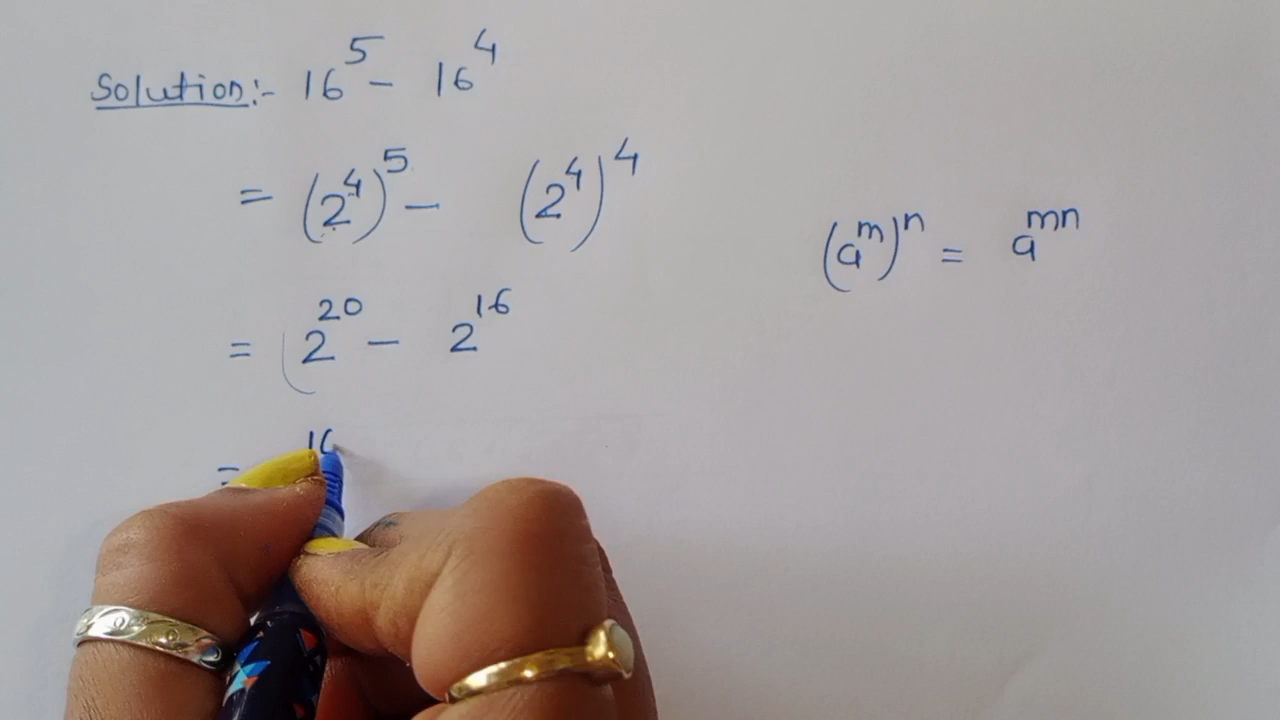 Solution:- 16^5 - 16^4
= (2^4)^5 - (2^4)^4
(a^m)^n = a^mn
= (2^20 - 2^16
=